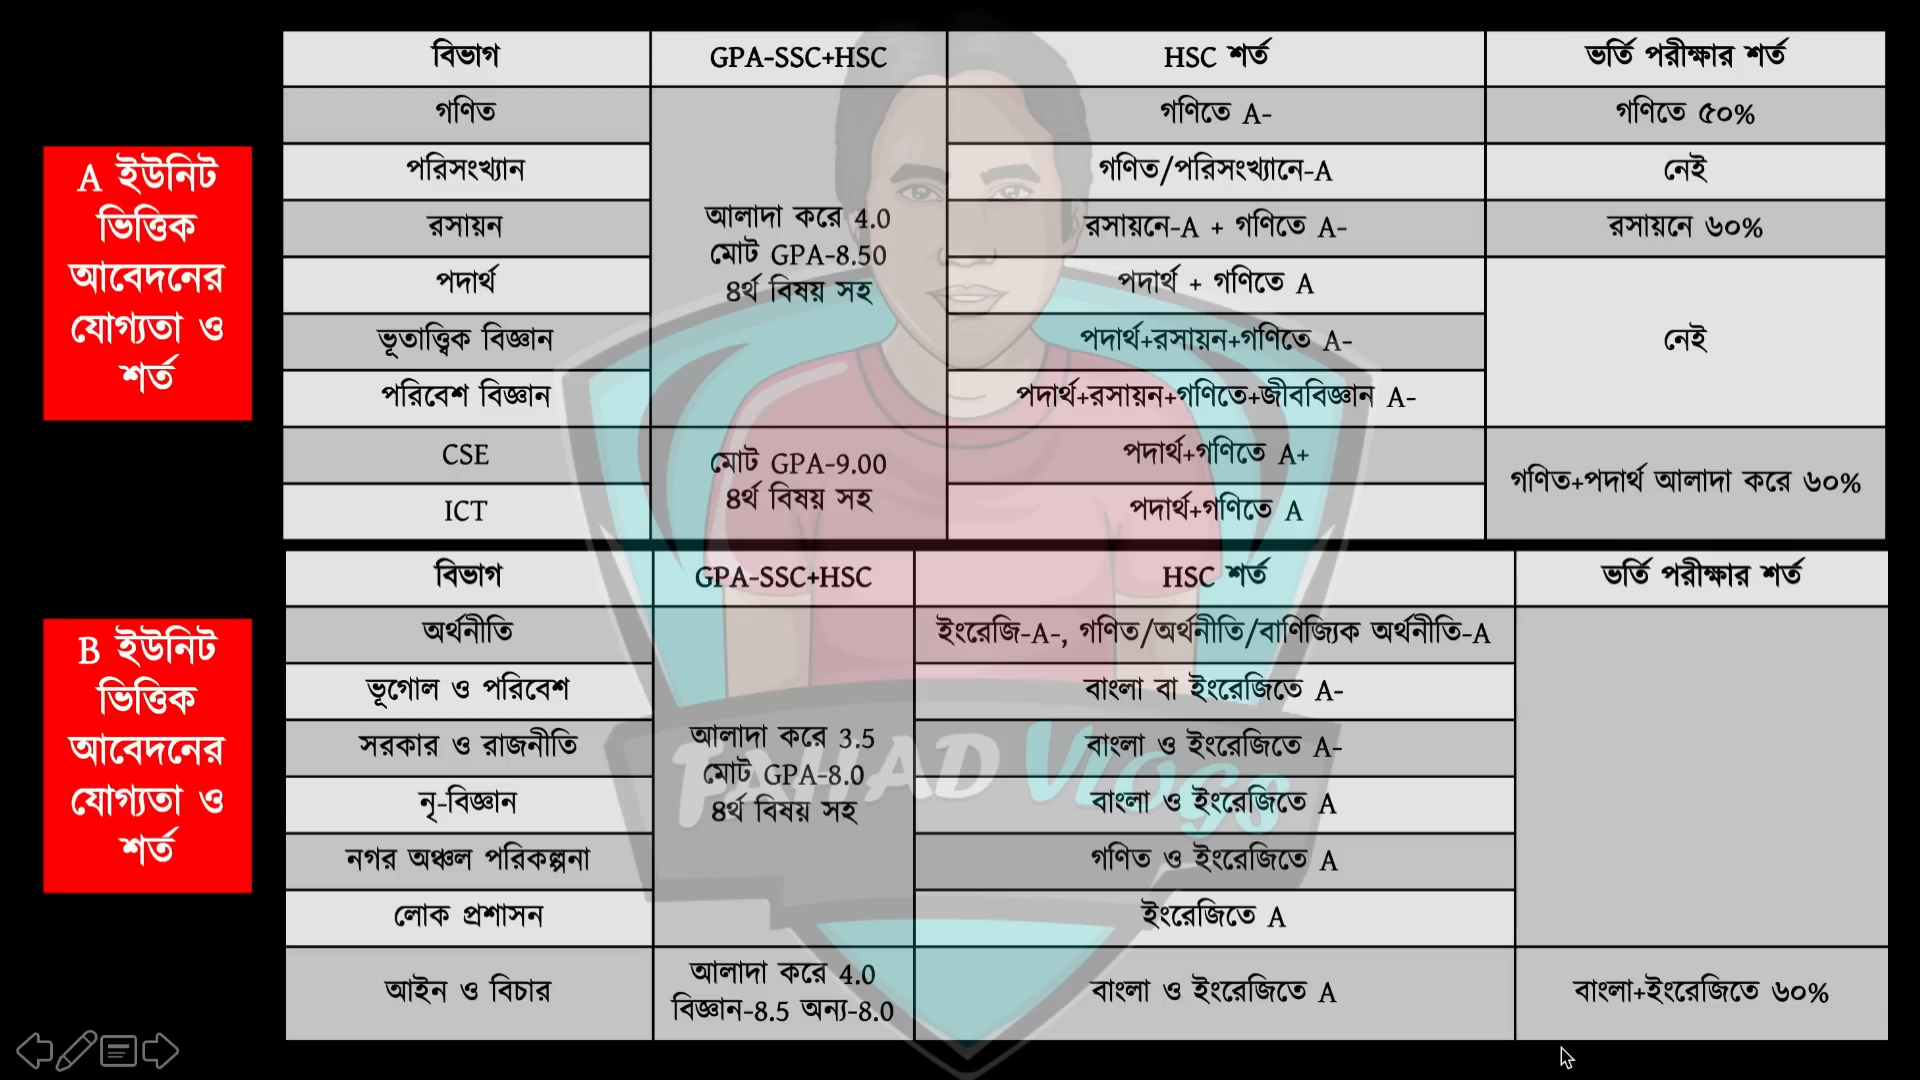 A ইউনিট
ভিত্তিক
আবেদনের
যোগ্যতা ও
শর্ত
বিভাগ GPA-SSC+HSC HSC শর্ত ভর্তি পরীক্ষার শর্ত
গণিত গণিতে A- গণিতে ৫০%
পরিসংখ্যান গণিত/পরিসংখ্যানে-A নেই
রসায়ন রসায়নে-A + গণিতে A- রসায়নে ৬০%
আলাদা করে 4.0
মোট GPA-8.50
৪র্থ বিষয় সহ
পদার্থ পদার্থ + গণিতে A
ভূতাত্ত্বিক বিজ্ঞান পদার্থ+রসায়ন+গণিতে A- নেই
পরিবেশ বিজ্ঞান পদার্থ+রসায়ন+গণিতে+জীববিজ্ঞান A-
CSE পদার্থ+গণিতে A+
মোট GPA-9.00
৪র্থ বিষয় সহ
গণিত+পদার্থ আলাদা করে ৬০%
ICT পদার্থ+গণিতে A
B ইউনিট
ভিত্তিক
আবেদনের
যোগ্যতা ও
শর্ত
বিভাগ GPA-SSC+HSC HSC শর্ত ভর্তি পরীক্ষার শর্ত
অর্থনীতি ইংরেজি-A-, গণিত/অর্থনীতি/বাণিজ্যিক অর্থনীতি-A
ভূগোল ও পরিবেশ বাংলা বা ইংরেজিতে A-
সরকার ও রাজনীতি বাংলা ও ইংরেজিতে A-
আলাদা করে 3.5
মোট GPA-8.0
৪র্থ বিষয় সহ
নৃ-বিজ্ঞান বাংলা ও ইংরেজিতে A
নগর অঞ্চল পরিকল্পনা গণিত ও ইংরেজিতে A
লোক প্রশাসন ইংরেজিতে A
আইন ও বিচার বাংলা ও ইংরেজিতে A বাংলা+ইংরেজিতে ৬০%
আলাদা করে 4.0
বিজ্ঞান-8.5 অন্য-8.0
FAHAD VLOGS